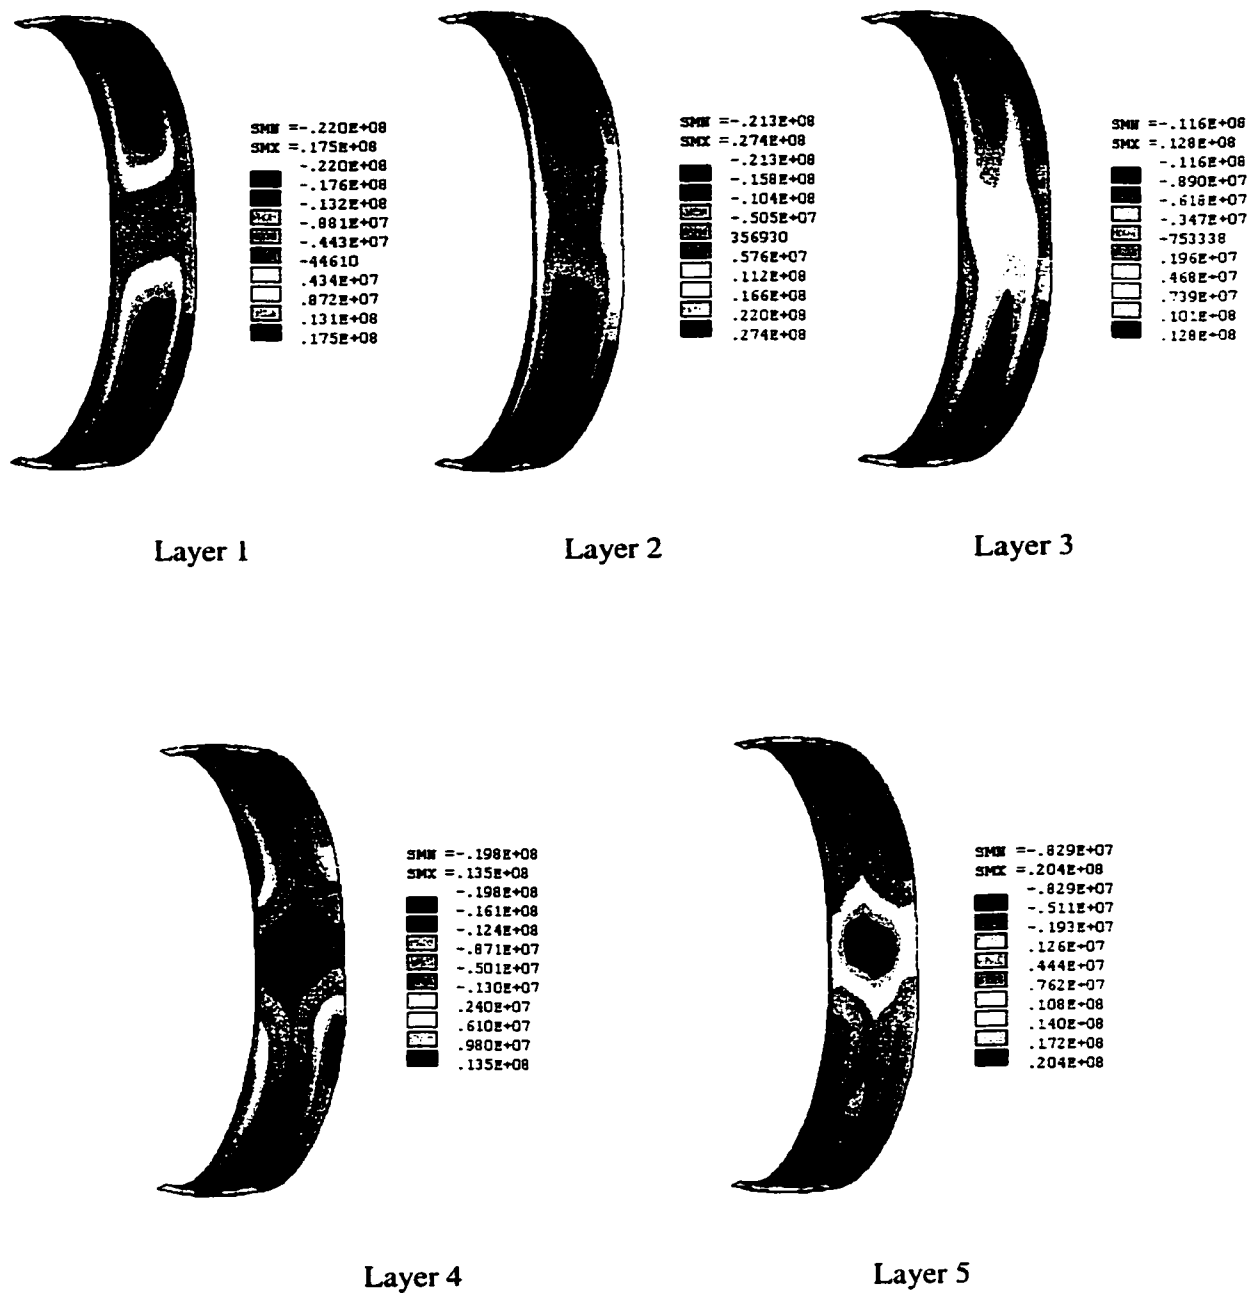 SMN =-.220E+08
SMX =.175E+08
-.220E+08
-.176E+08
-.132E+08
-.881E+07
-.443E+07
-44610
.434E+07
.872E+07
.131E+08
.175E+08
SMN =-.213E+08
SMX =.274E+08
-.213E+08
-.158E+08
-.104E+08
-.505E+07
356930
.576E+07
.112E+08
.166E+08
.220E+08
.274E+08
SMN =-.116E+08
SMX =.128E+08
-.116E+08
-.890E+07
-.618E+07
-.347E+07
-753338
.196E+07
.468E+07
.739E+07
.101E+08
.128E+08
Layer 1
Layer 2
Layer 3
SMN =-.198E+08
SMX =.135E+08
-.198E+08
-.161E+08
-.124E+08
-.871E+07
-.501E+07
-.130E+07
.240E+07
.610E+07
.980E+07
.135E+08
SMN =-.829E+07
SMX =.204E+08
-.829E+07
-.511E+07
-.193E+07
.126E+07
.444E+07
.762E+07
.108E+08
.140E+08
.172E+08
.204E+08
Layer 4
Layer 5